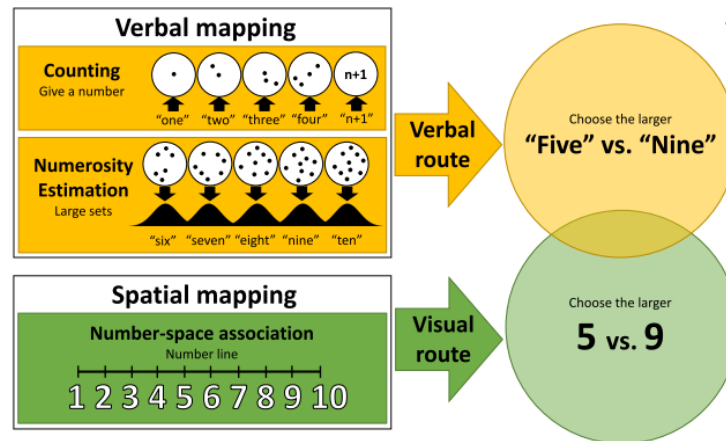 Verbal mapping
Counting
Give a number
n+1
“one” “two” “three” “four” “n+1”
Numerosity
Estimation
Large sets
“six” “seven” “eight” “nine” “ten”
Verbal
route
Choose the larger
“Five” vs. “Nine”
Spatial mapping
Number-space association
Number line
1 2 3 4 5 6 7 8 9 10
Visual
route
Choose the larger
5 vs. 9